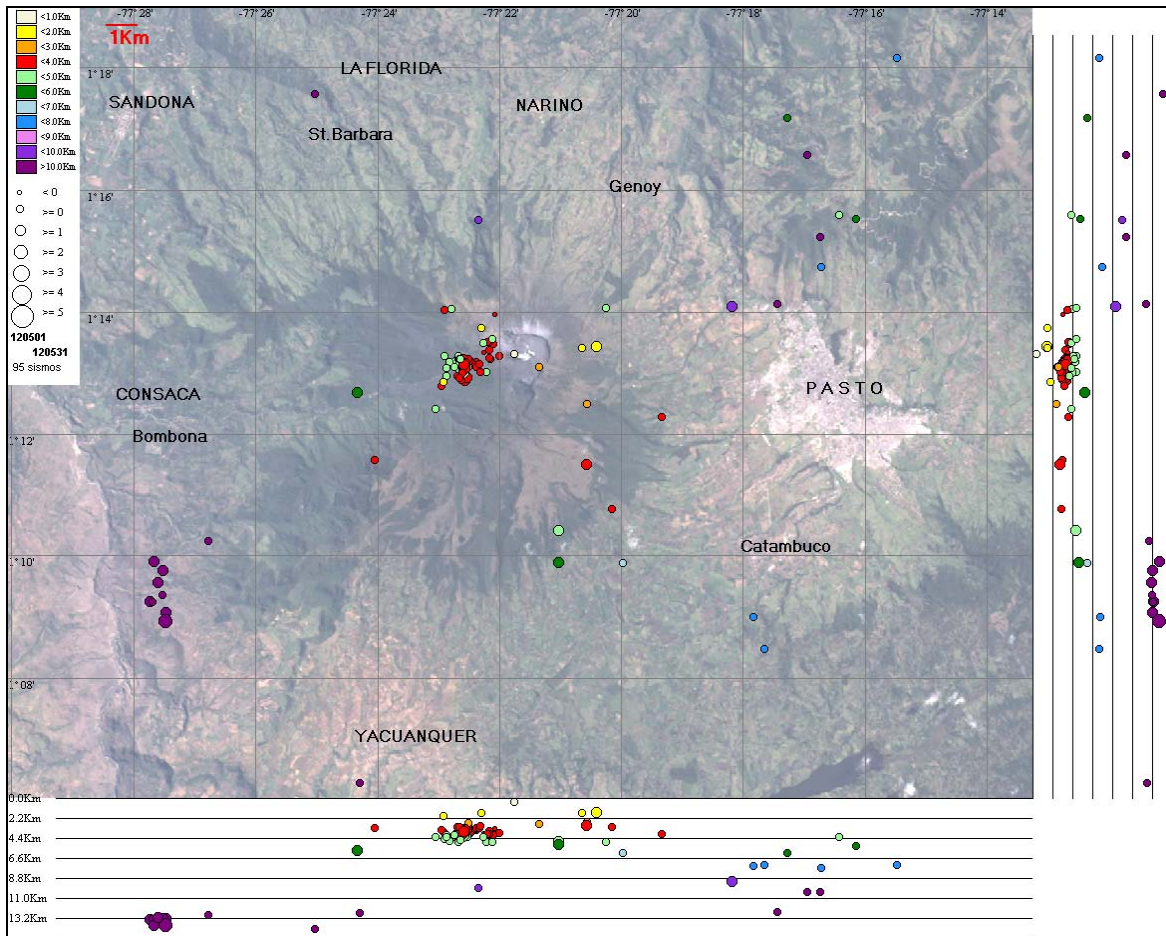 -77°28'
-77°26'
-77°24'
-77°22'
-77°20'
-77°18'
-77°16'
-77°14'
<1.0Km
<2.0Km
<3.0Km
<4.0Km
<5.0Km
<6.0Km
<7.0Km
<8.0Km
<9.0Km
<10.0Km
>10.0Km
< 0
>= 0
>= 1
>= 2
>= 3
>= 4
>= 5
120501
120531
95 sismos
1Km
1°18'
LA FLORIDA
SANDONA
NARINO
St.Barbara
1°16'
Genoy
1°14'
CONSACA
PASTO
1°12'
Bombona
1°10'
Catambuco
1°08'
YACUANQUER
0.0Km
2.2Km
4.4Km
6.6Km
8.8Km
11.0Km
13.2Km